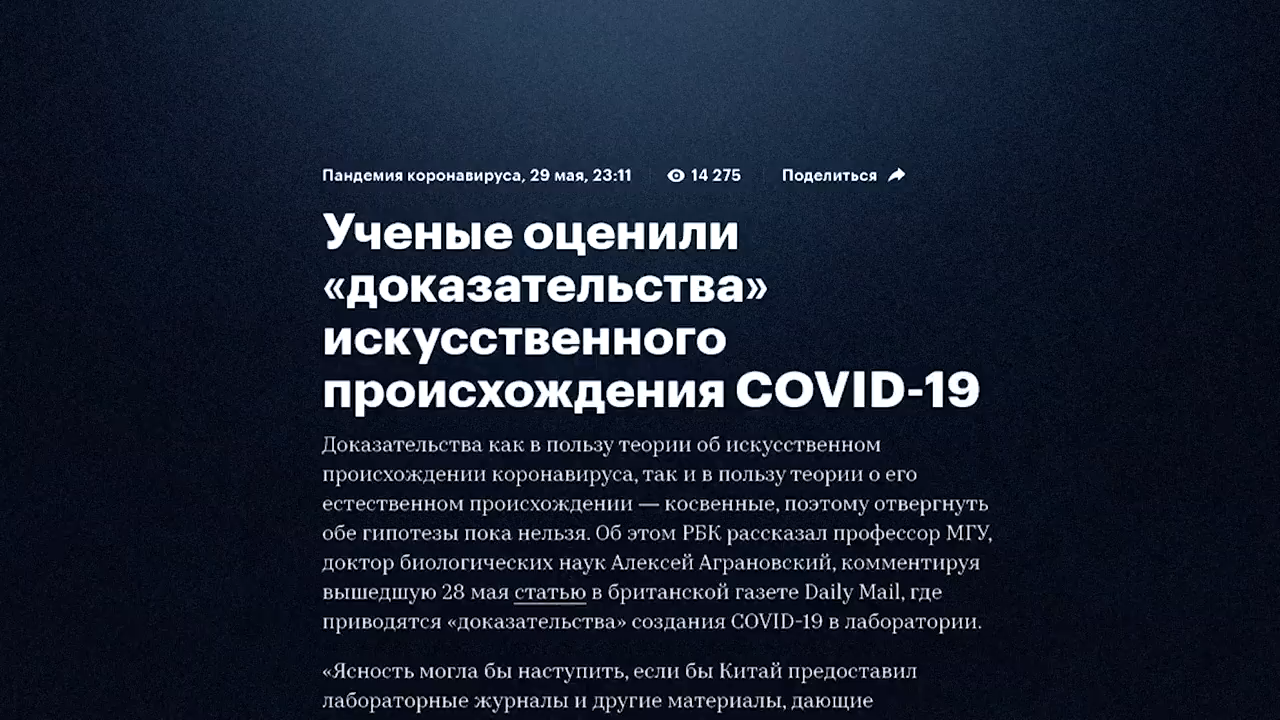 Пандемия коронавируса, 29 мая, 23:11 14 275 Поделиться
Ученые оценили
«доказательства»
искусственного
происхождения COVID-19
Доказательства как в пользу теории об искусственном
происхождении коронавируса, так и в пользу теории о его
естественном происхождении — косвенные, поэтому отвергнуть
обе гипотезы пока нельзя. Об этом РБК рассказал профессор МГУ,
доктор биологических наук Алексей Аграновский, комментируя
вышедшую 28 мая статью в британской газете Daily Mail, где
приводятся «доказательства» создания COVID-19 в лаборатории.
«Ясность могла бы наступить, если бы Китай предоставил
лабораторные журналы и другие материалы, дающие